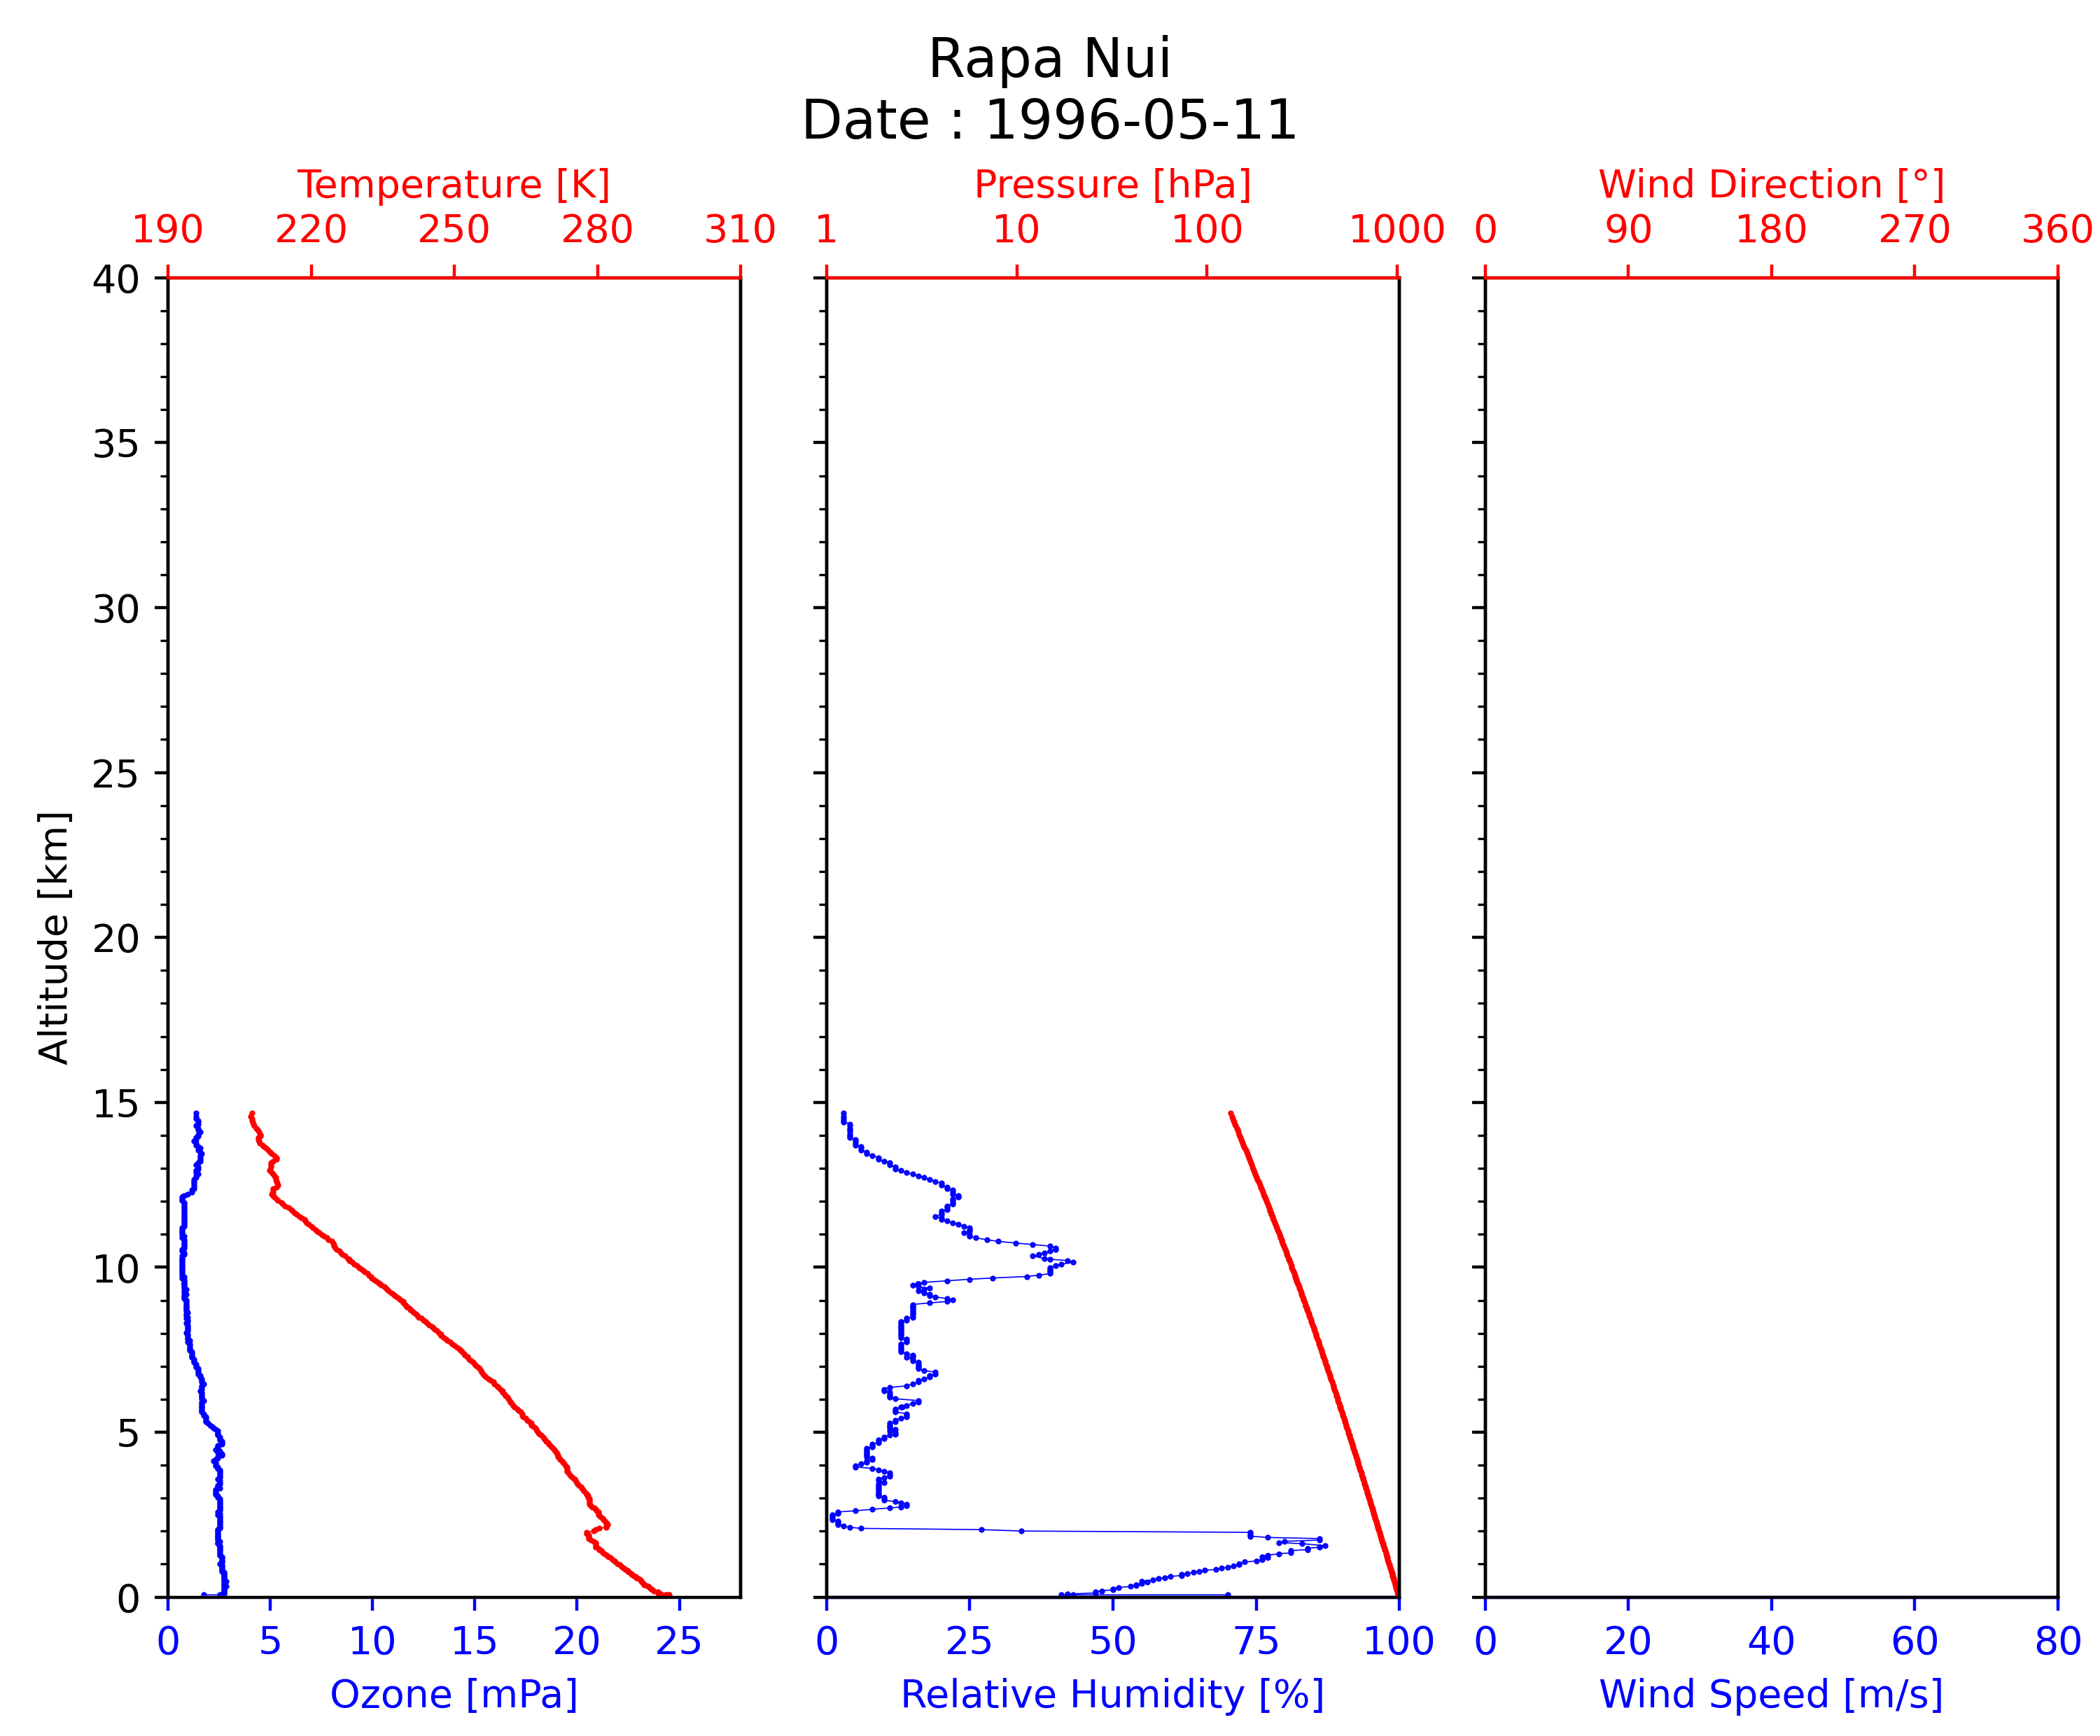 Rapa Nui
Date : 1996-05-11
Temperature [K]
190 220 250 280 310
Pressure [hPa]
1 10 100 1000
Wind Direction [°]
0 90 180 270 360
Altitude [km]
40
35
30
25
20
15
10
5
0
0 5 10 15 20 25
Ozone [mPa]
0 25 50 75 100
Relative Humidity [%]
0 20 40 60 80
Wind Speed [m/s]